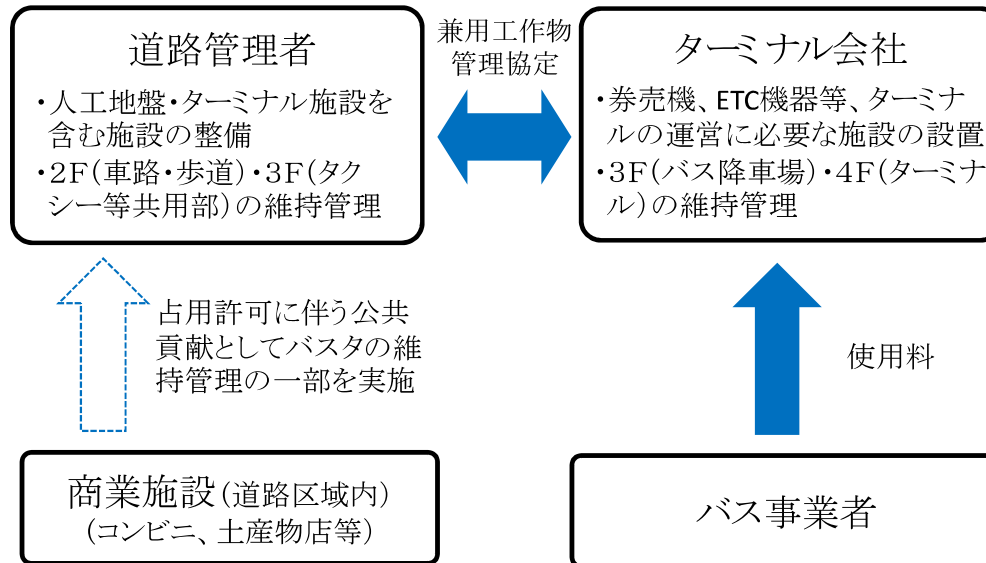 道路管理者
・人工地盤・ターミナル施設を
含む施設の整備
・2F(車路・歩道)・3F(タク
シー等共用部)の維持管理
兼用工作物
管理協定
ターミナル会社
・券売機、ETC機器等、ターミナ
ルの運営に必要な施設の設置
・3F(バス降車場)・4F(ターミナ
ル)の維持管理
占用許可に伴う公共
貢献としてバスタの維
持管理の一部を実施
使用料
商業施設(道路区域内)
(コンビニ、土産物店等)
バス事業者